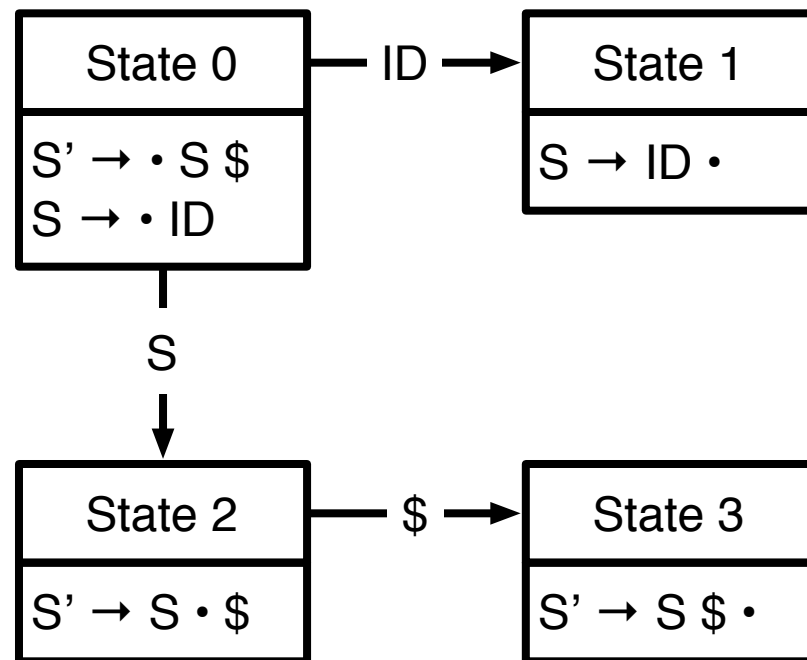 State 0
ID
State 1
S’ → • S $
S → • ID
S → ID •
S
State 2
$
State 3
S’ → S • $
S’ → S $ •